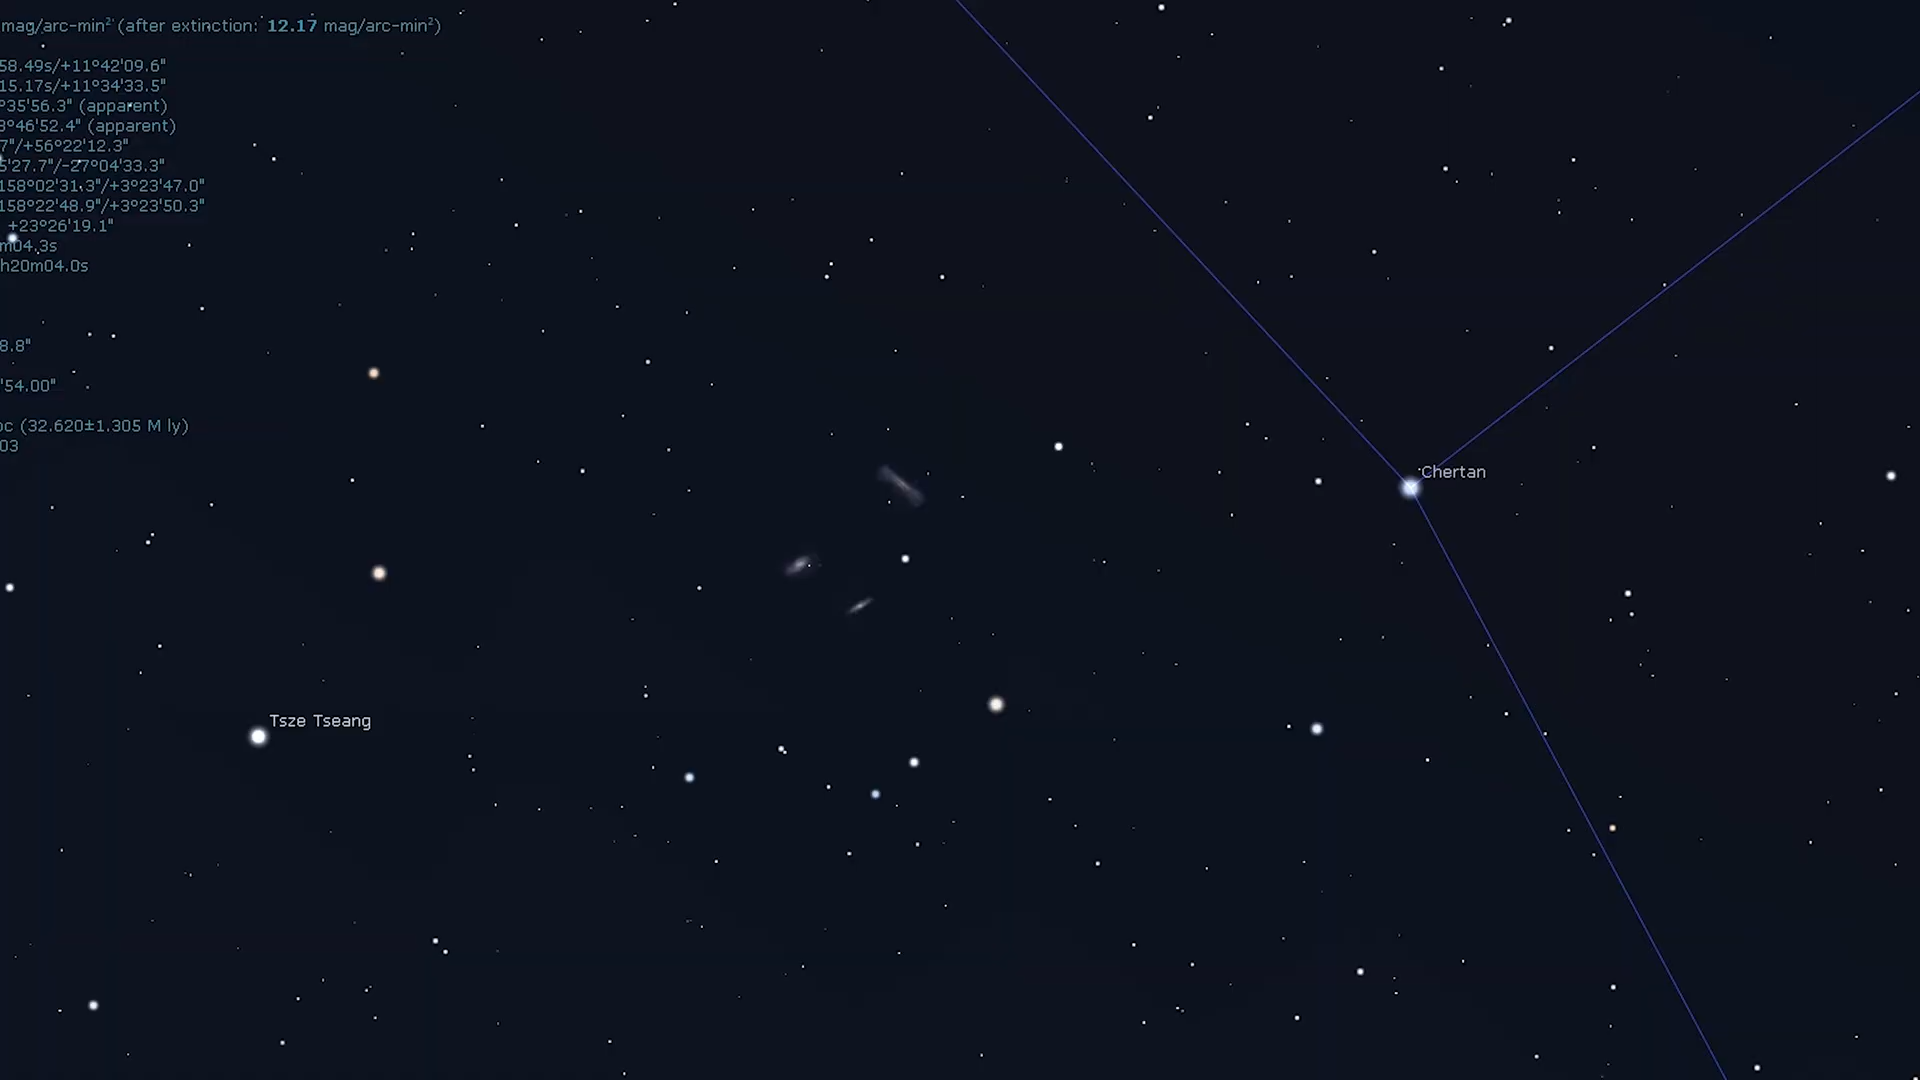 mag/arc-min² (after extinction: 12.17 mag/arc-min²)
58.49s/+11°42'09.6"
15.17s/+11°34'33.5"
°35'56.3" (apparent)
3°46'52.4" (apparent)
7"/+56°22'12.3"
5'27.7"/-27°04'33.3"
158°02'31.3"/+3°23'47.0"
158°22'48.9"/+3°23'50.3"
+23°26'19.1"
m04.3s
h20m04.0s
8.8"
'54.00"
pc (32.620±1.305 M ly)
03
Chertan
Tsze Tseang